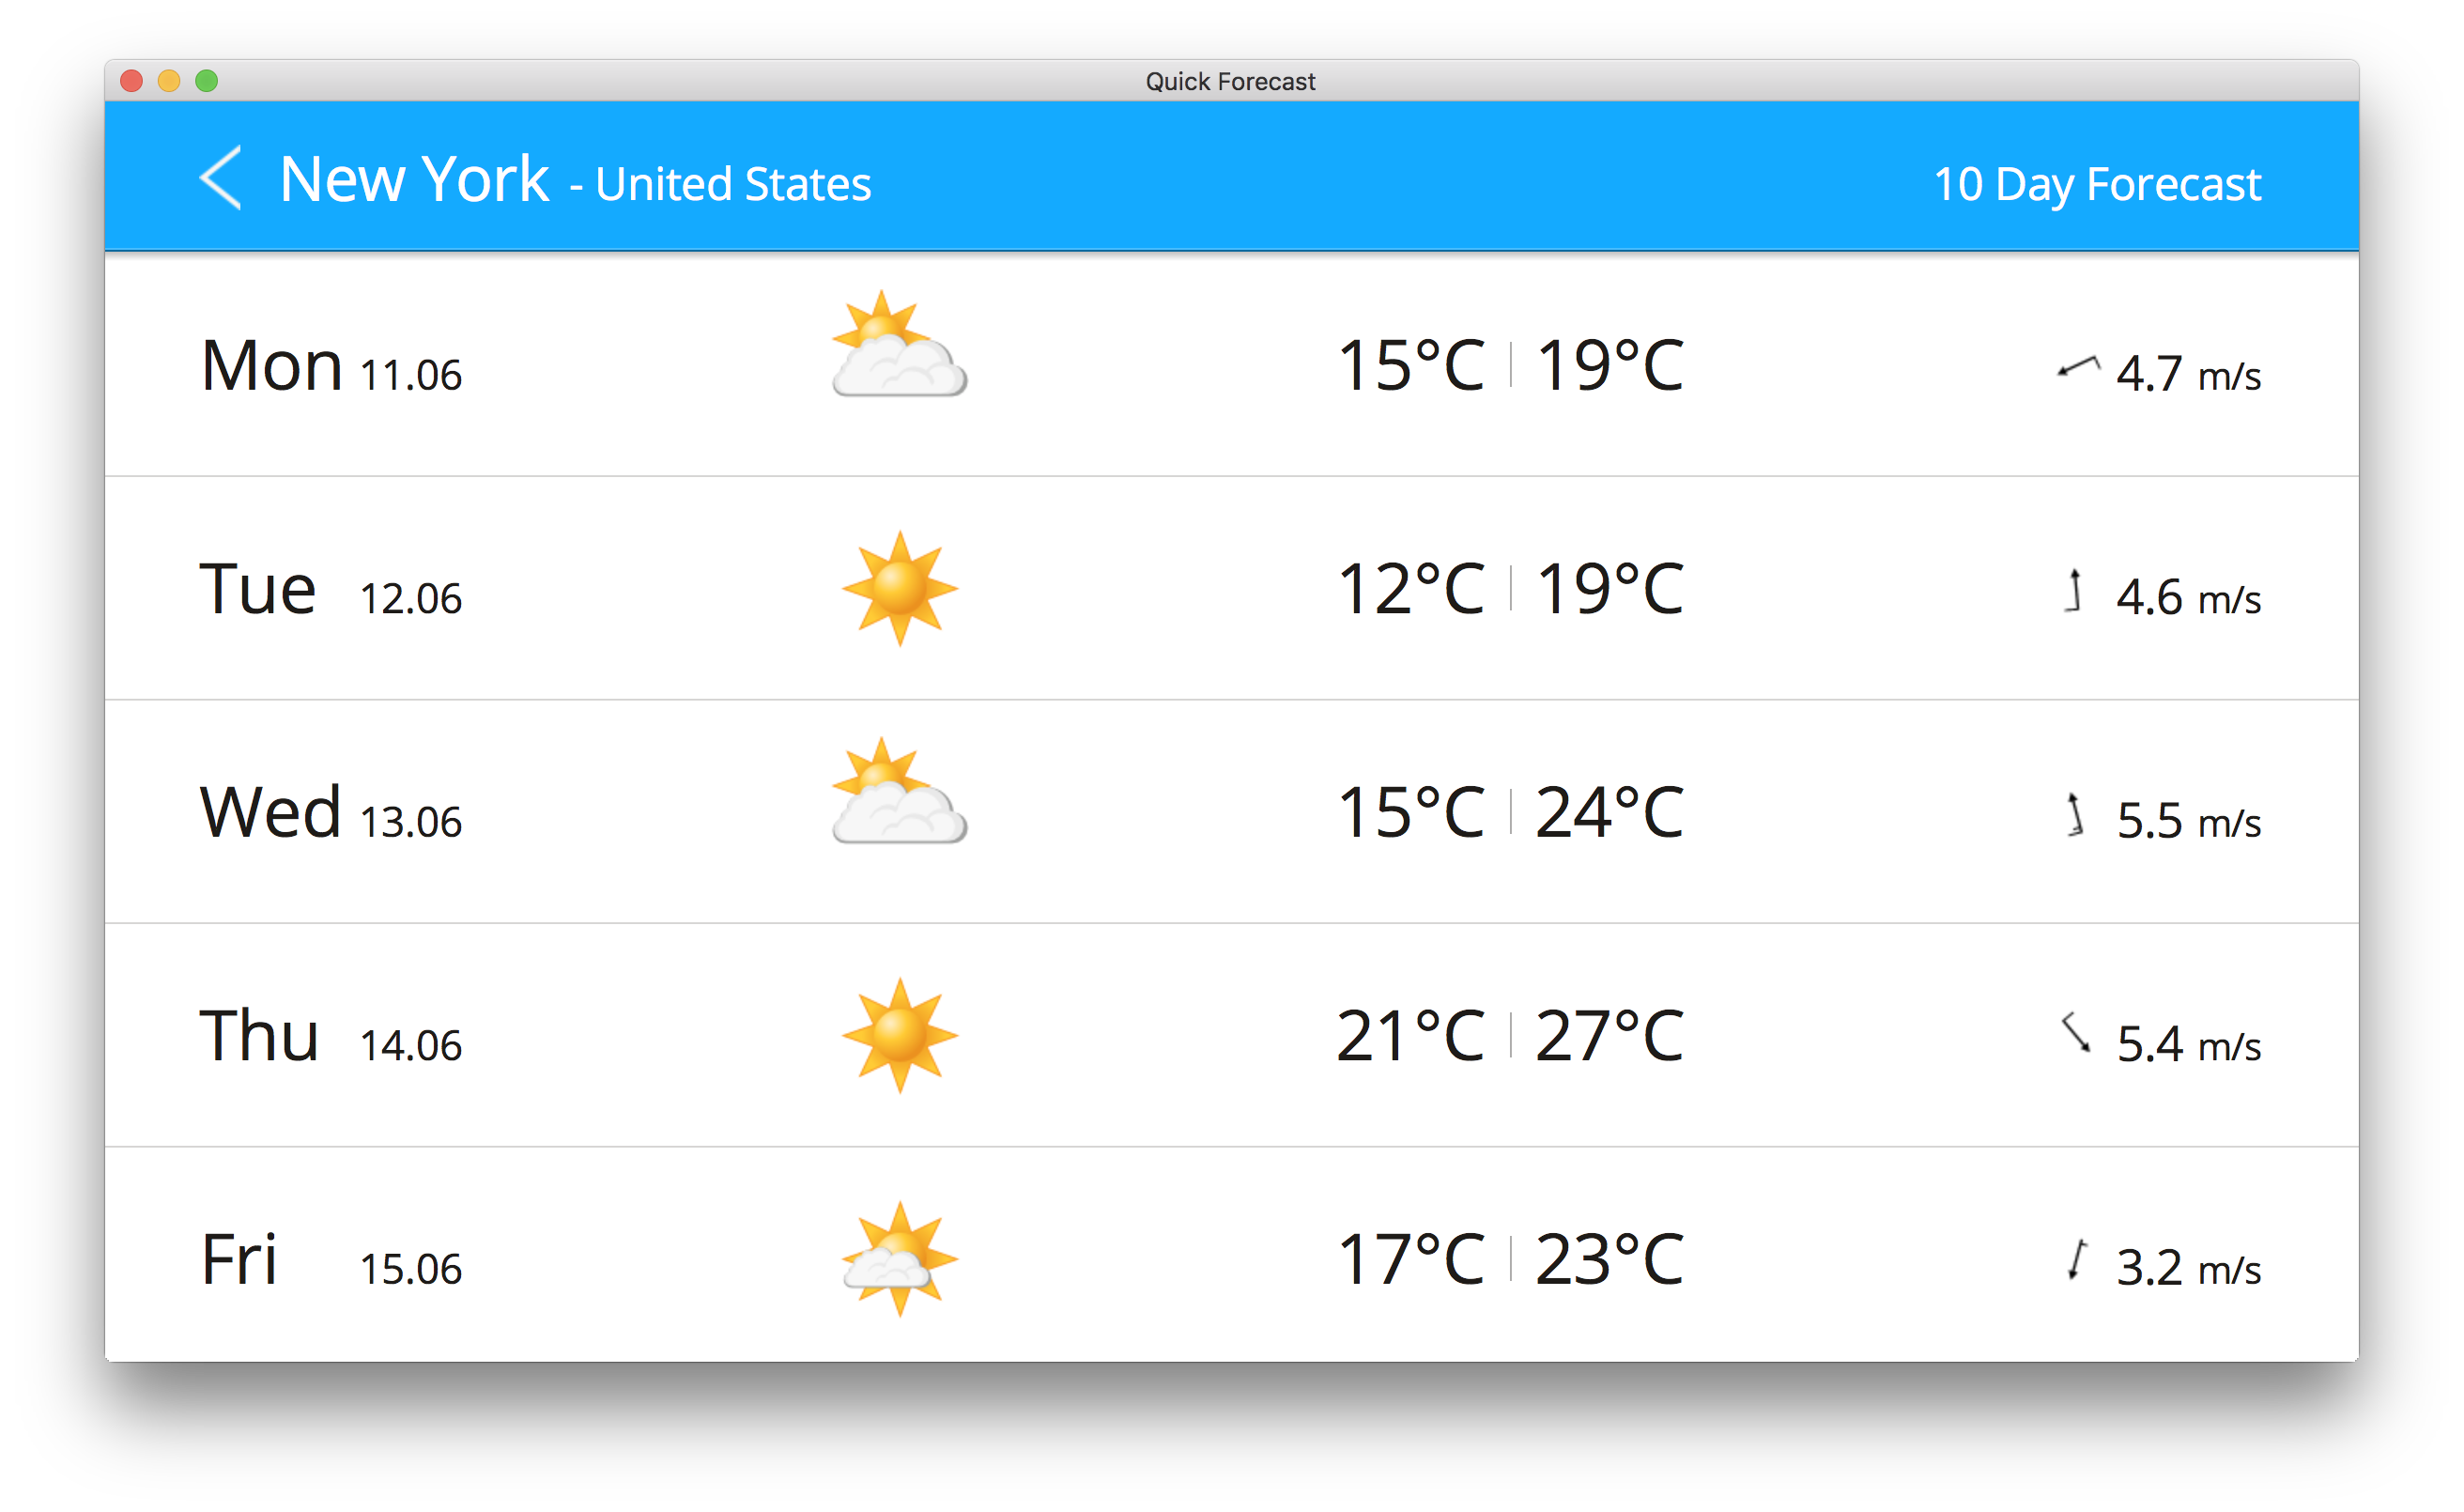 Quick Forecast
New York - United States 10 Day Forecast
Mon 11.06 15°C 19°C 4.7 m/s
Tue 12.06 12°C 19°C 4.6 m/s
Wed 13.06 15°C 24°C 5.5 m/s
Thu 14.06 21°C 27°C 5.4 m/s
Fri 15.06 17°C 23°C 3.2 m/s